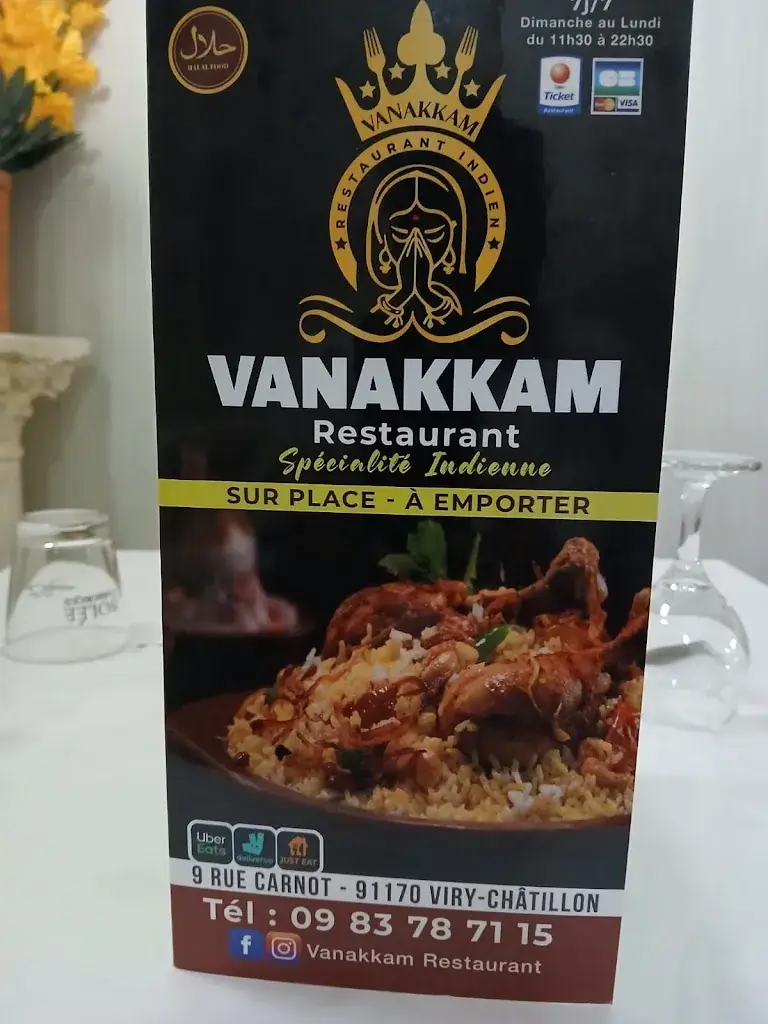 7j/7
Dimanche au Lundi
du 11h30 à 22h30
حلال
HALAL FOOD
Ticket
Restaurant
CB
MasterCard VISA
VANAKKAM
RESTAURANT INDIEN
VANAKKAM
Restaurant
Spécialité Indienne
SUR PLACE - À EMPORTER
Uber
Eats
deliveroo
JUST EAT
9 RUE CARNOT - 91170 VIRY-CHÂTILLON
Tél : 09 83 78 71 15
f
Vanakkam Restaurant